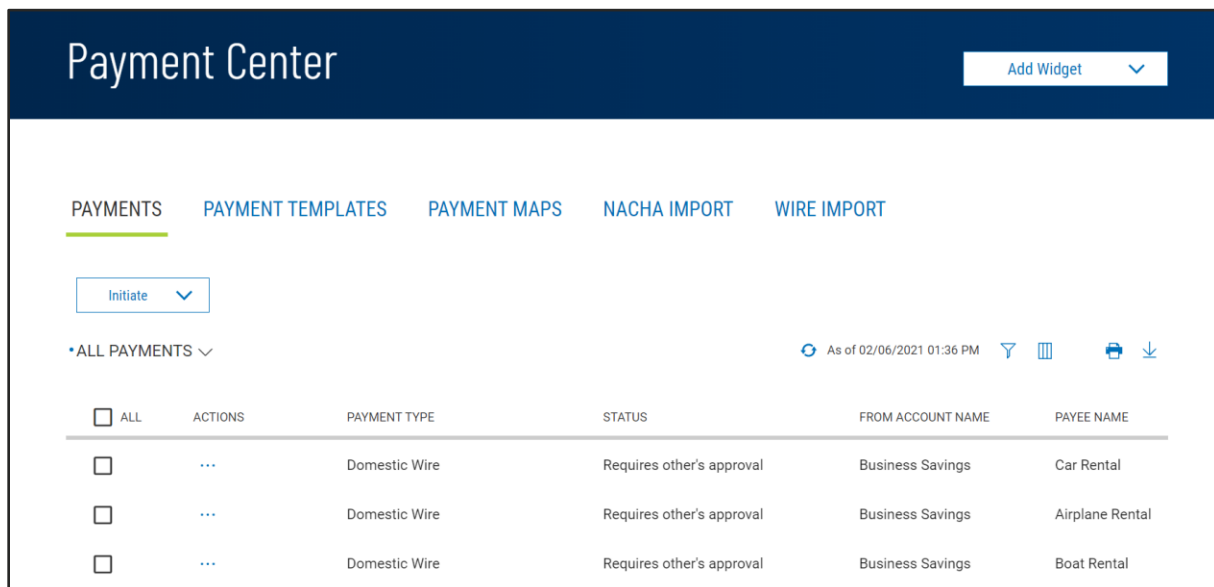 Payment Center
Add Widget
PAYMENTS PAYMENT TEMPLATES PAYMENT MAPS NACHA IMPORT WIRE IMPORT
Initiate
ALL PAYMENTS As of 02/06/2021 01:36 PM
ALL ACTIONS PAYMENT TYPE STATUS FROM ACCOUNT NAME PAYEE NAME
... Domestic Wire Requires other's approval Business Savings Car Rental
... Domestic Wire Requires other's approval Business Savings Airplane Rental
... Domestic Wire Requires other's approval Business Savings Boat Rental